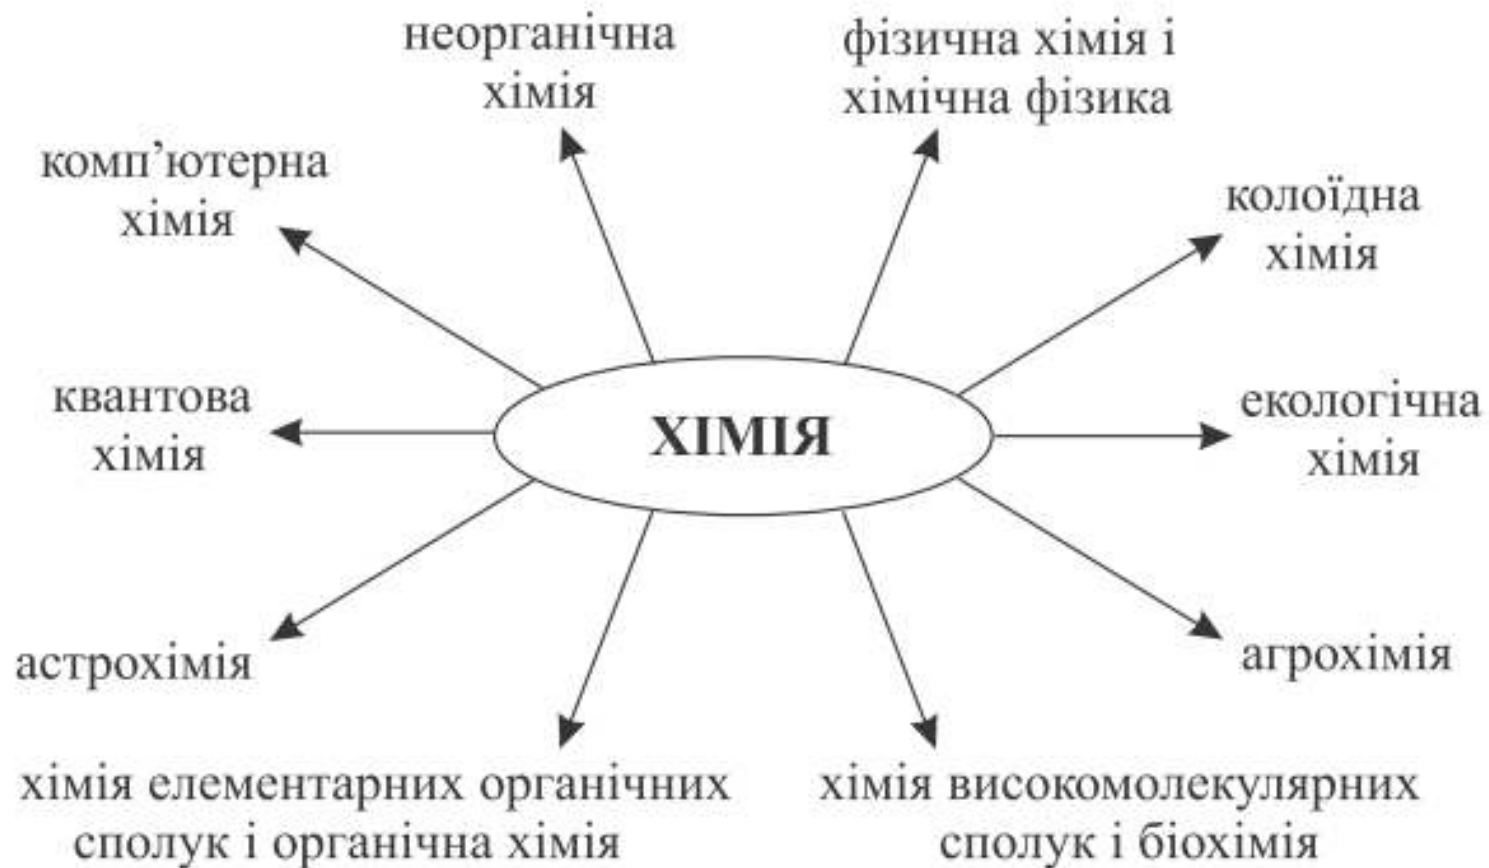 неорганічна
хімія
фізична хімія і
хімічна фізика
комп’ютерна
хімія
колоїдна
хімія
квантова
хімія
ХІМІЯ
екологічна
хімія
астрохімія
агрохімія
хімія елементарних органічних
сполук і органічна хімія
хімія високомолекулярних
сполук і біохімія